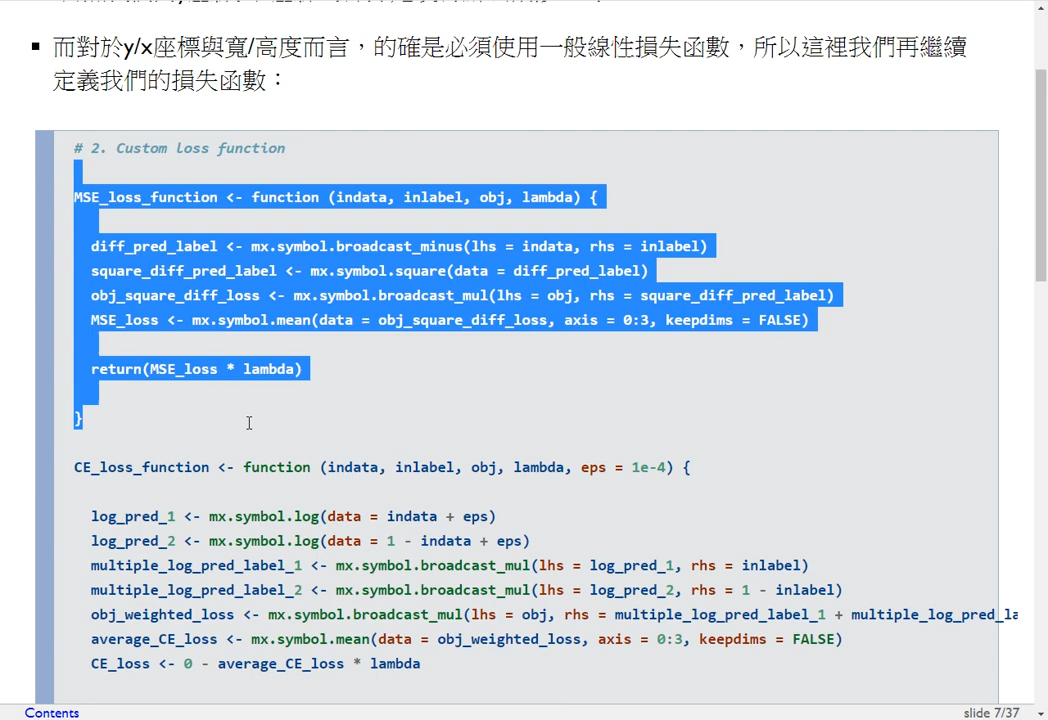 ▪ 而對於y/x座標與寬/高度而言，的確是必須使用一般線性損失函數，所以這裡我們再繼續
定義我們的損失函數：
# 2. Custom loss function
MSE_loss_function <- function (indata, inlabel, obj, lambda) {
diff_pred_label <- mx.symbol.broadcast_minus(lhs = indata, rhs = inlabel)
square_diff_pred_label <- mx.symbol.square(data = diff_pred_label)
obj_square_diff_loss <- mx.symbol.broadcast_mul(lhs = obj, rhs = square_diff_pred_label)
MSE_loss <- mx.symbol.mean(data = obj_square_diff_loss, axis = 0:3, keepdims = FALSE)
return(MSE_loss * lambda)
}
CE_loss_function <- function (indata, inlabel, obj, lambda, eps = 1e-4) {
log_pred_1 <- mx.symbol.log(data = indata + eps)
log_pred_2 <- mx.symbol.log(data = 1 - indata + eps)
multiple_log_pred_label_1 <- mx.symbol.broadcast_mul(lhs = log_pred_1, rhs = inlabel)
multiple_log_pred_label_2 <- mx.symbol.broadcast_mul(lhs = log_pred_2, rhs = 1 - inlabel)
obj_weighted_loss <- mx.symbol.broadcast_mul(lhs = obj, rhs = multiple_log_pred_label_1 + multiple_log_pred_la
average_CE_loss <- mx.symbol.mean(data = obj_weighted_loss, axis = 0:3, keepdims = FALSE)
CE_loss <- 0 - average_CE_loss * lambda
Contents
slide 7/37